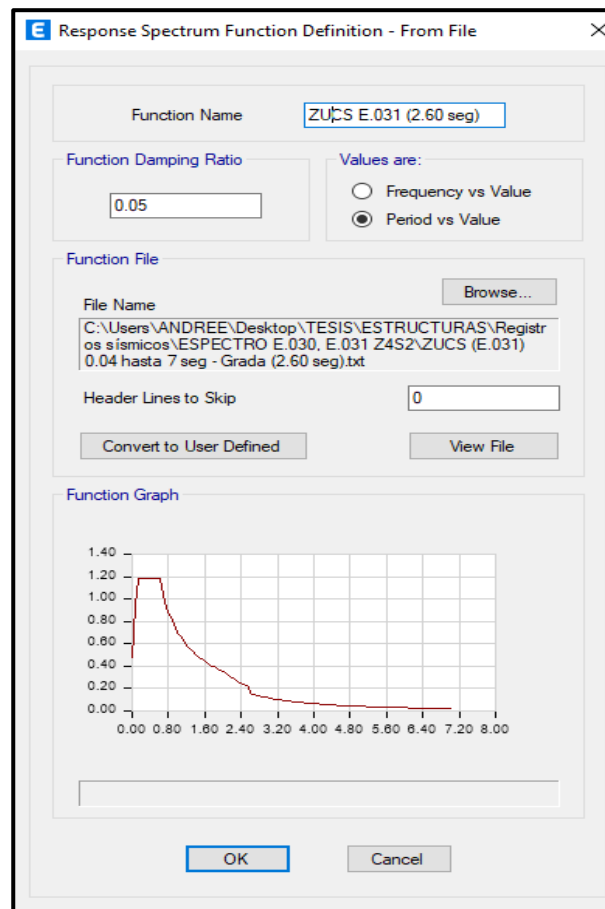 E Response Spectrum Function Definition - From File
Function Name ZUCS E.031 (2.60 seg)
Function Damping Ratio
0.05
Values are:
Frequency vs Value
Period vs Value
Function File
Browse...
File Name
C:\Users\ANDREE\Desktop\TESIS\ESTRUCTURAS\Registr
os sísmicos\ESPECTRO E.030, E.031 Z4S2\ZUCS (E.031)
0.04 hasta 7 seg - Grada (2.60 seg).txt
Header Lines to Skip 0
Convert to User Defined View File
Function Graph
1.40
1.20
1.00
0.80
0.60
0.40
0.20
0.00
0.00 0.80 1.60 2.40 3.20 4.00 4.80 5.60 6.40 7.20 8.00
OK Cancel